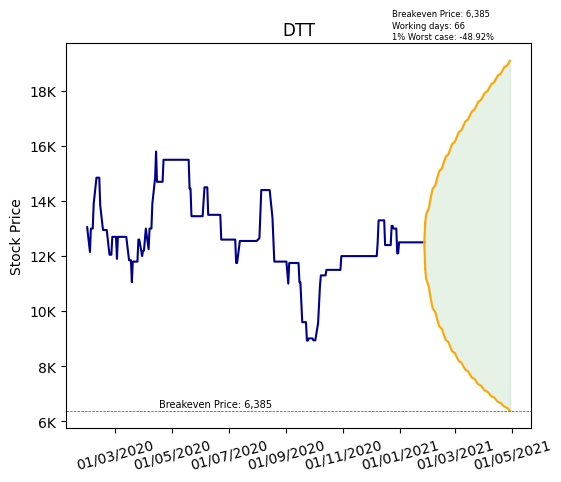 Breakeven Price: 6,385
Working days: 66
1% Worst case: -48.92%
DTT
Stock Price
18K
16K
14K
12K
10K
8K
6K
Breakeven Price: 6,385
01/03/2020
01/05/2020
01/07/2020
01/09/2020
01/11/2020
01/01/2021
01/03/2021
01/05/2021